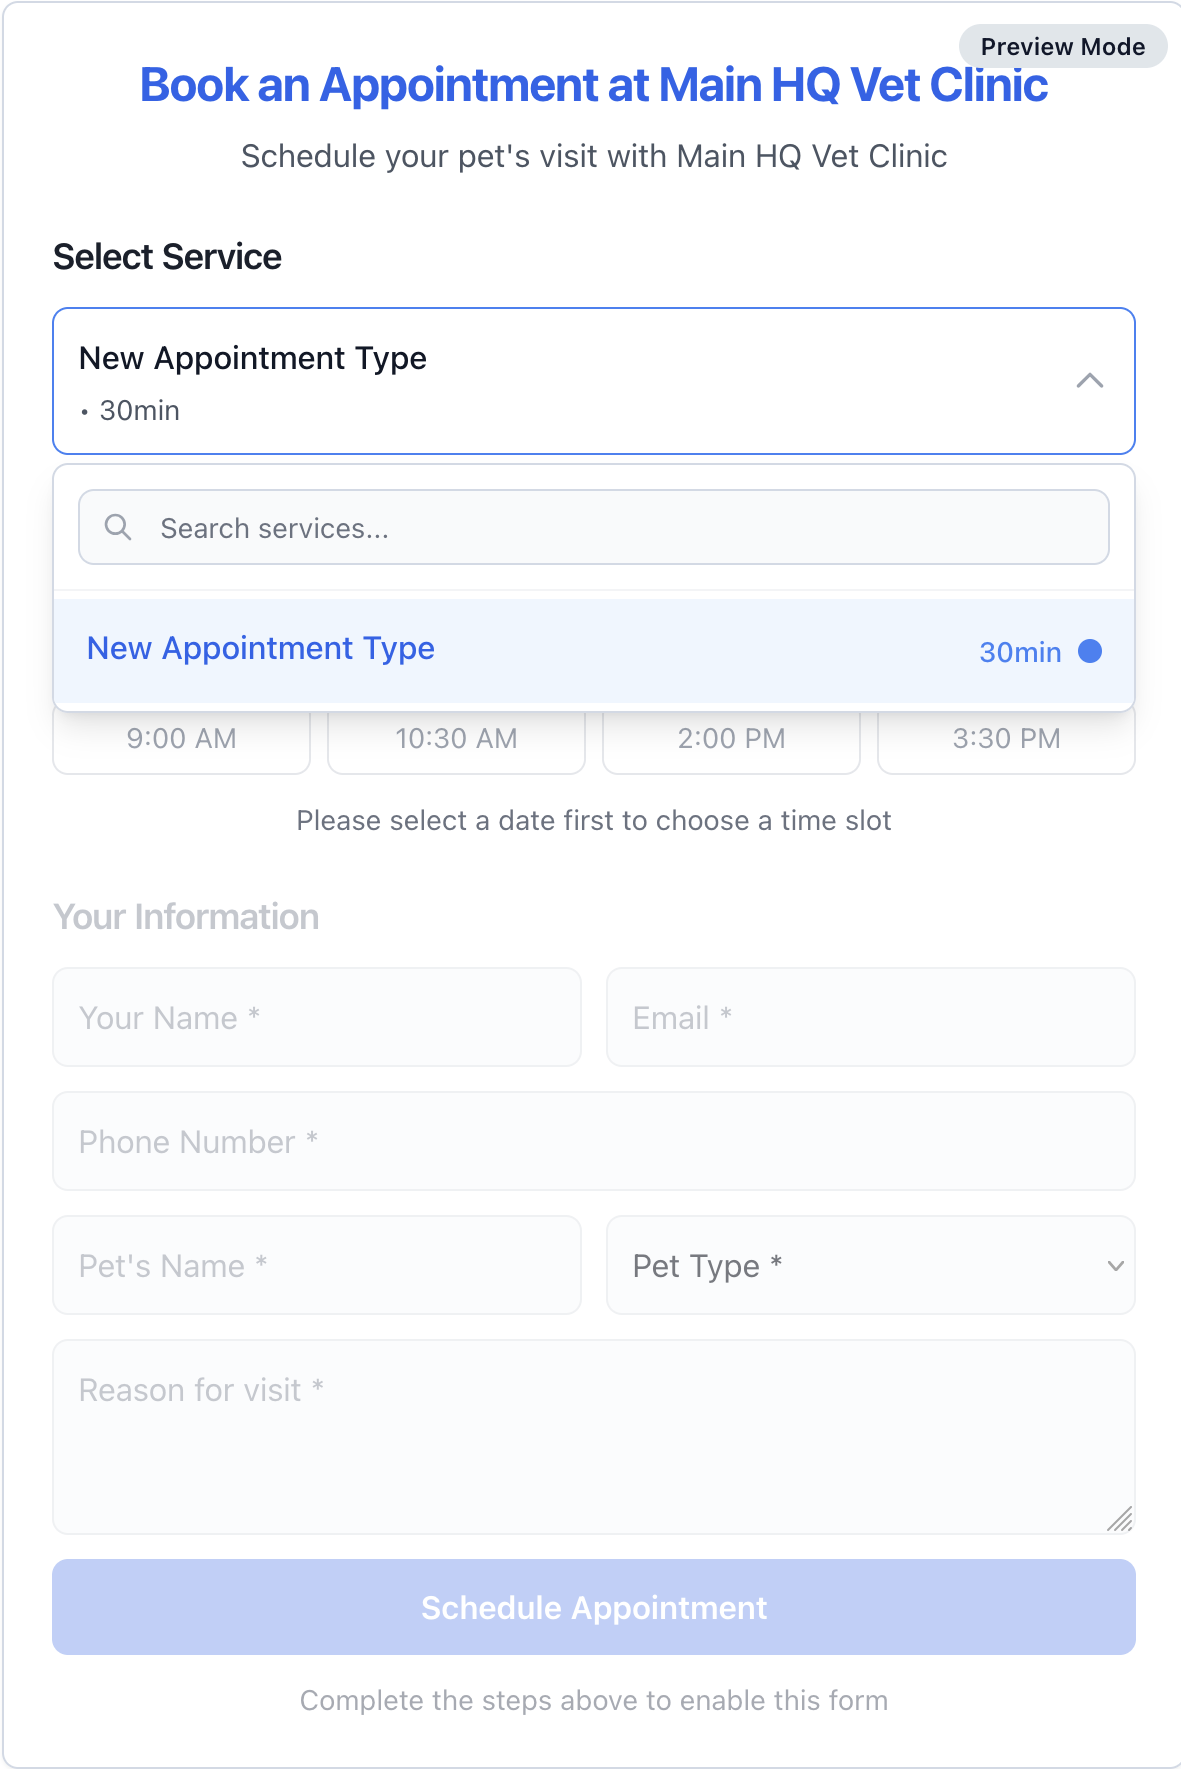 Preview Mode
Book an Appointment at Main HQ Vet Clinic
Schedule your pet's visit with Main HQ Vet Clinic
Select Service
New Appointment Type
• 30min
Search services...
New Appointment Type 30min
9:00 AM 10:30 AM 2:00 PM 3:30 PM
Please select a date first to choose a time slot
Your Information
Your Name * Email *
Phone Number *
Pet's Name * Pet Type *
Reason for visit *
Schedule Appointment
Complete the steps above to enable this form